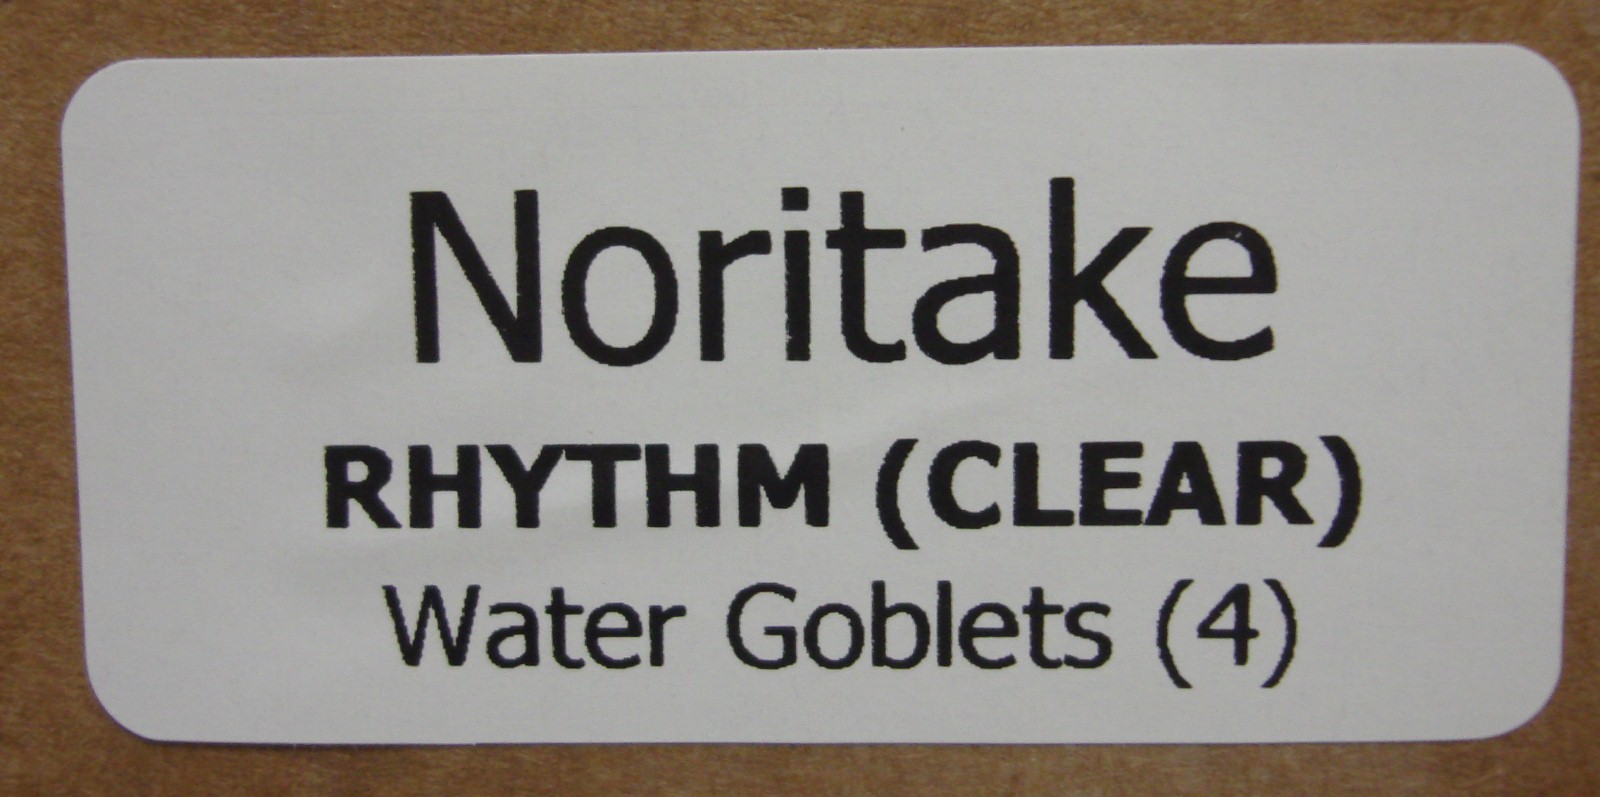 Noritake
RHYTHM (CLEAR)
Water Goblets (4)